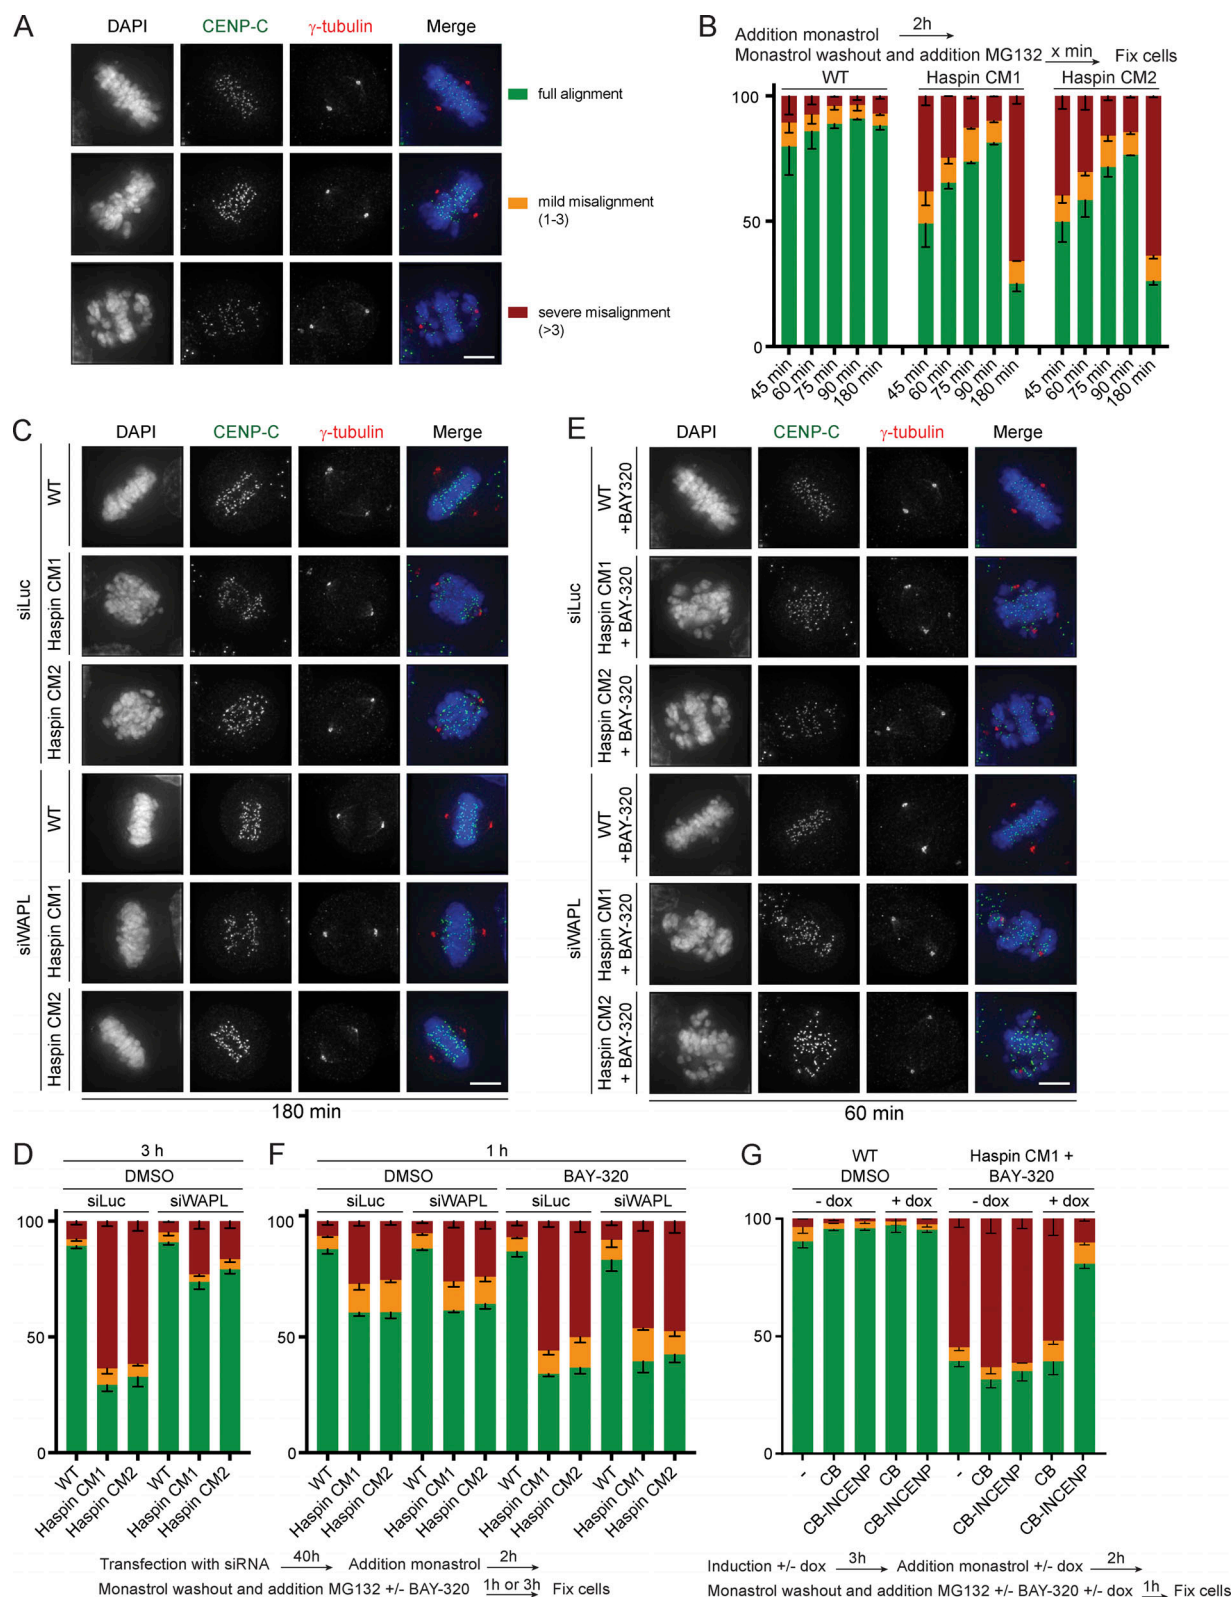 A
DAPI
CENP-C
γ-tubulin
Merge
full alignment
mild misalignment
(1-3)
severe misalignment
(>3)
B
Addition monastrol
2h
Monastrol washout and addition MG132
x min
Fix cells
WT
Haspin CM1
Haspin CM2
100
50
0
45 min
60 min
75 min
90 min
180 min
45 min
60 min
75 min
90 min
180 min
45 min
60 min
75 min
90 min
180 min
C
DAPI
CENP-C
γ-tubulin
Merge
siLuc
WT
Haspin CM1
Haspin CM2
siWAPL
WT
Haspin CM1
Haspin CM2
180 min
E
DAPI
CENP-C
γ-tubulin
Merge
siLuc
WT
+BAY320
Haspin CM1
+ BAY-320
Haspin CM2
+ BAY-320
siWAPL
WT
+BAY-320
Haspin CM1
+ BAY-320
Haspin CM2
+ BAY-320
60 min
D
3 h
DMSO
siLuc
siWAPL
100
50
0
WT
Haspin CM1
Haspin CM2
WT
Haspin CM1
Haspin CM2
F
1 h
DMSO
BAY-320
siLuc
siWAPL
siLuc
siWAPL
100
50
0
WT
Haspin CM1
Haspin CM2
WT
Haspin CM1
Haspin CM2
WT
Haspin CM1
Haspin CM2
WT
Haspin CM1
Haspin CM2
Transfection with siRNA
40h
Addition monastrol
2h
Monastrol washout and addition MG132 +/- BAY-320
1h or 3h
Fix cells
G
WT
DMSO
Haspin CM1 +
BAY-320
- dox
+ dox
- dox
+ dox
100
50
0
-
CB
CB-INCENP
CB
CB-INCENP
-
CB
CB-INCENP
CB
CB-INCENP
Induction +/- dox
3h
Addition monastrol +/- dox
2h
Monastrol washout and addition MG132 +/- BAY-320 +/- dox
1h
Fix cells